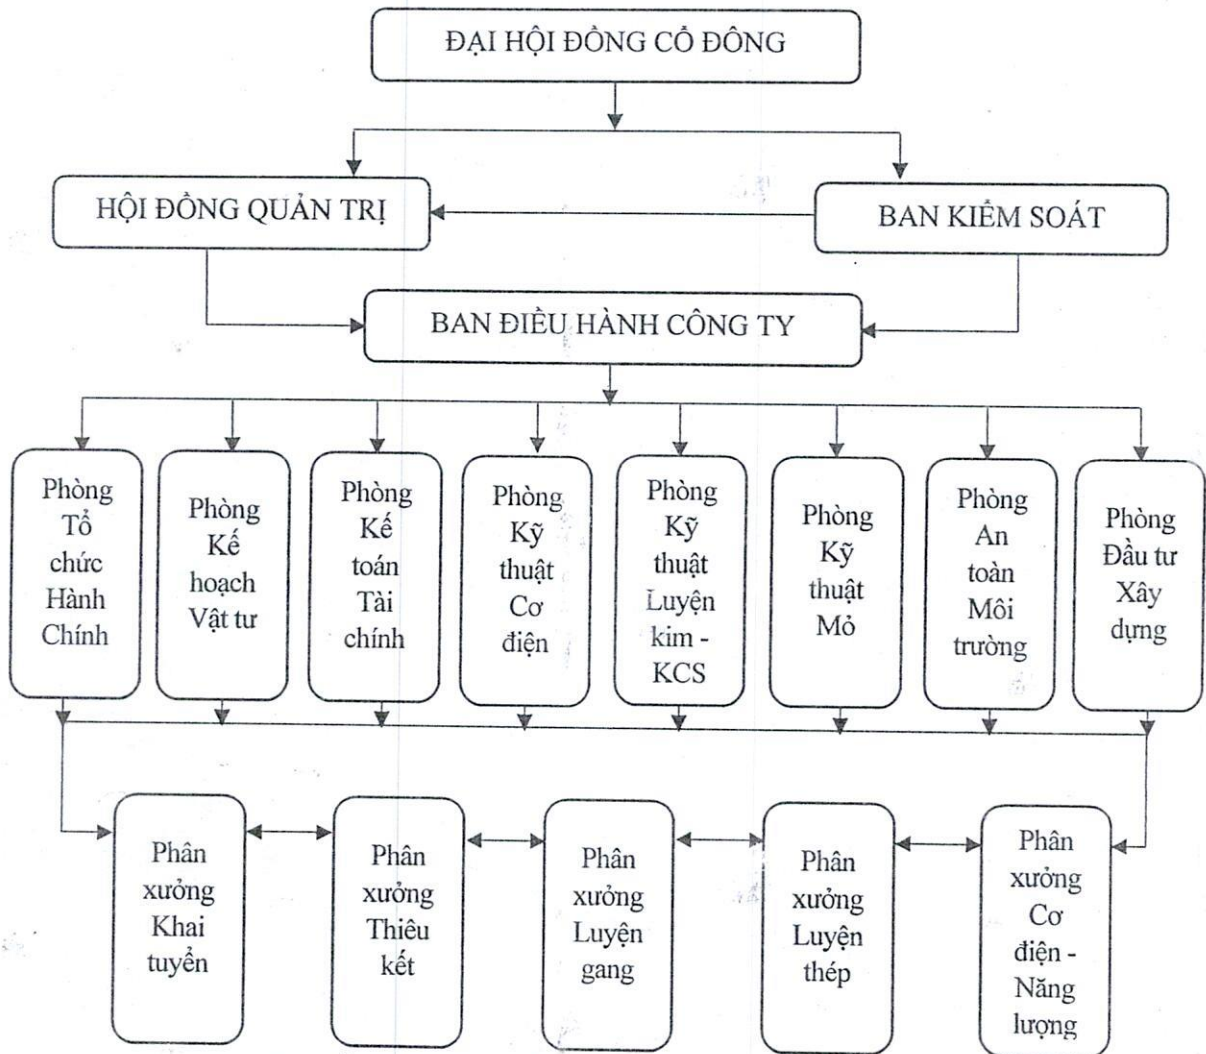 ĐẠI HỘI ĐỒNG CỔ ĐÔNG
HỘI ĐỒNG QUẢN TRỊ
BAN KIỂM SOÁT
BAN ĐIỀU HÀNH CÔNG TY
Phòng
Tổ
chức
Hành
Chính
Phòng
Kế
hoạch
Vật tư
Phòng
Kế
toán
Tài
chính
Phòng
Kỹ
thuật
Cơ
điện
Phòng
Kỹ
thuật
Luyện
kim -
KCS
Phòng
Kỹ
thuật
Mỏ
Phòng
An
toàn
Môi
trường
Phòng
Đầu tư
Xây
dựng
Phân
xưởng
Khai
tuyển
Phân
xưởng
Thiêu
kết
Phân
xưởng
Luyện
gang
Phân
xưởng
Luyện
thép
Phân
xưởng
Cơ
điện -
Năng
lượng